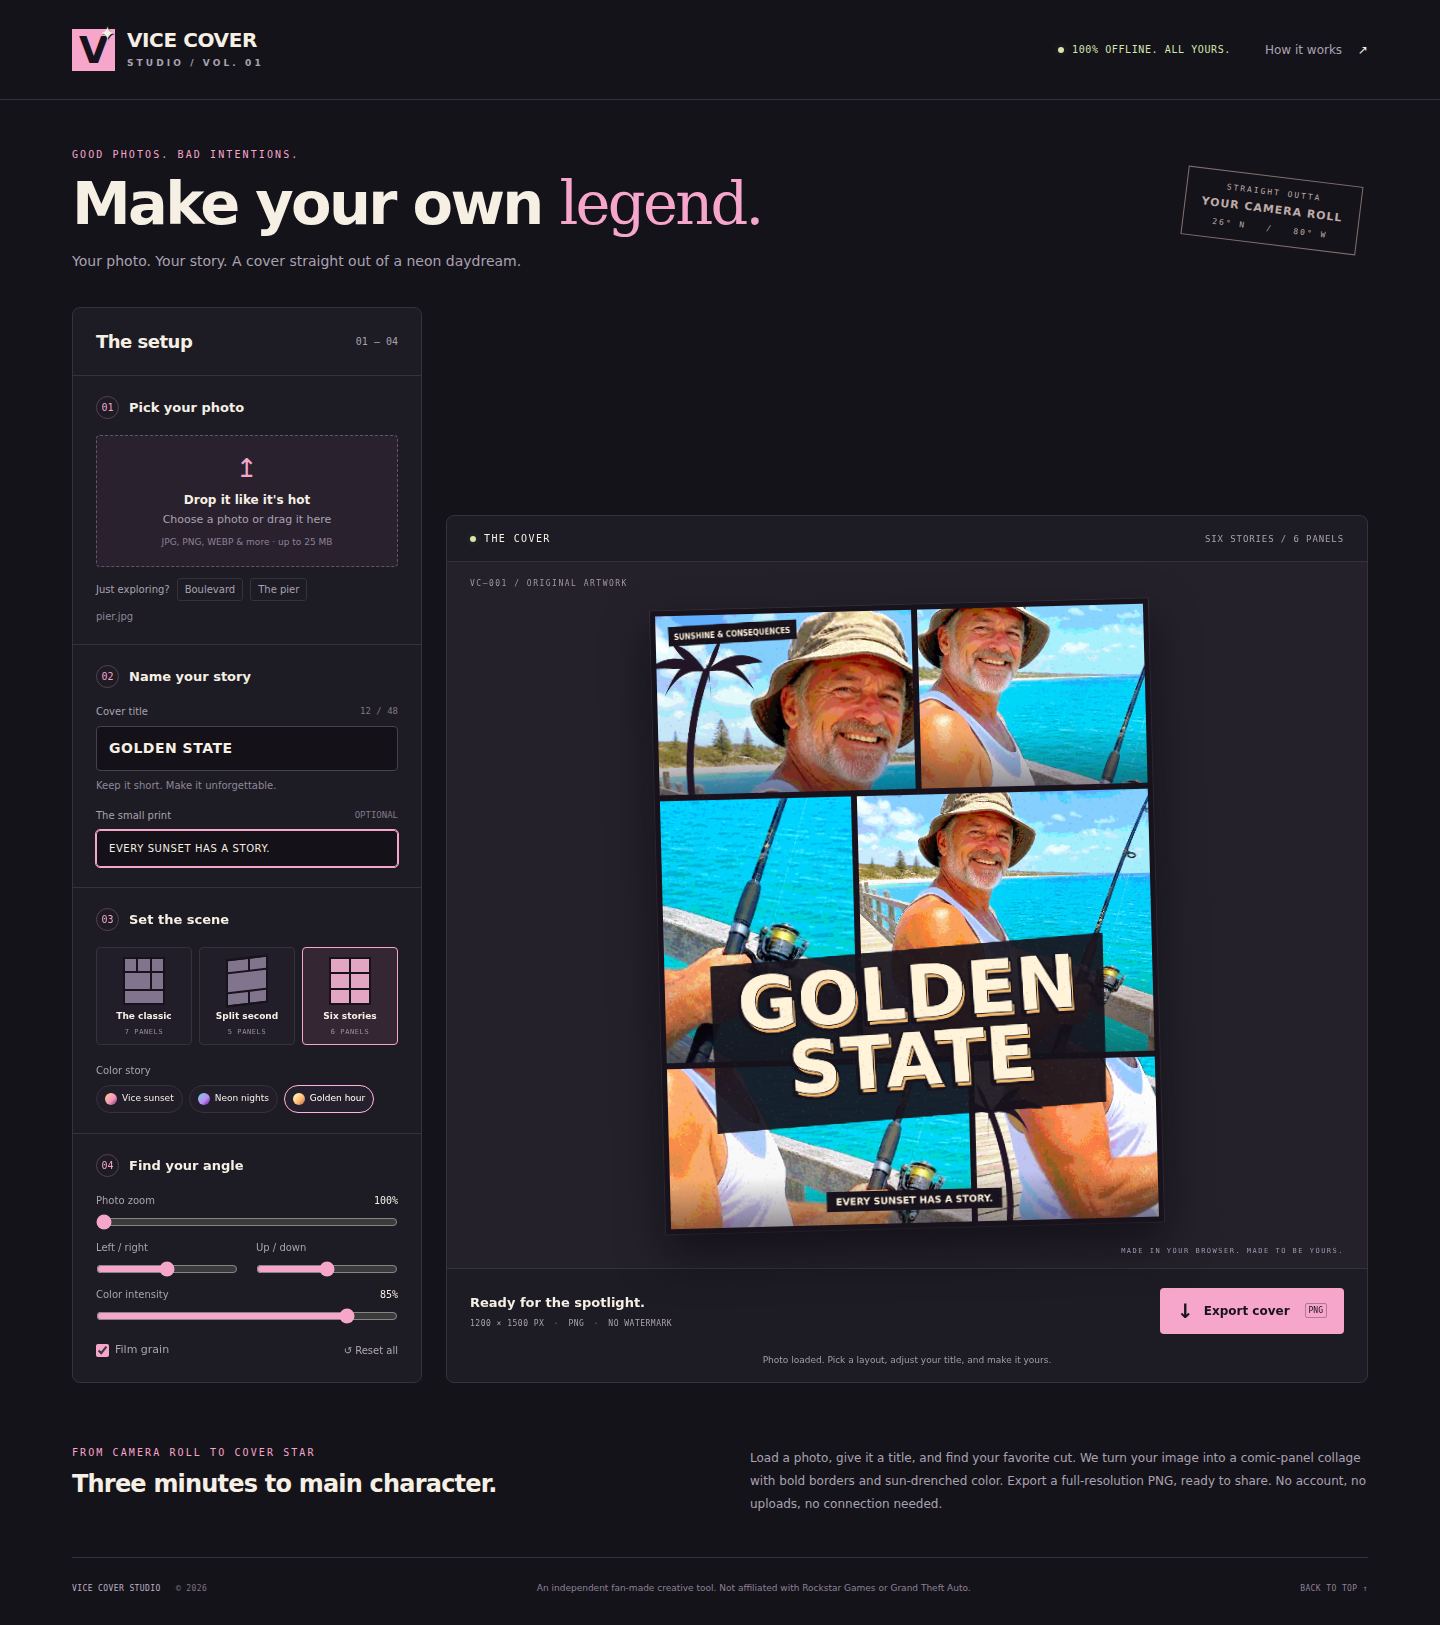 V
VICE COVER
STUDIO / VOL. 01
100% OFFLINE. ALL YOURS.
How it works ↗
GOOD PHOTOS. BAD INTENTIONS.
Make your own legend.
Your photo. Your story. A cover straight out of a neon daydream.
STRAIGHT OUTTA
YOUR CAMERA ROLL
26° N / 80° W
The setup
01 — 04
01 Pick your photo
↥
Drop it like it's hot
Choose a photo or drag it here
JPG, PNG, WEBP & more · up to 25 MB
Just exploring? Boulevard The pier
pier.jpg
02 Name your story
Cover title 12 / 48
GOLDEN STATE
Keep it short. Make it unforgettable.
The small print OPTIONAL
EVERY SUNSET HAS A STORY.
03 Set the scene
The classic
7 PANELS
Split second
5 PANELS
Six stories
6 PANELS
Color story
Vice sunset Neon nights Golden hour
04 Find your angle
Photo zoom 100%
Left / right Up / down
Color intensity 85%
Film grain ↺ Reset all
THE COVER
SIX STORIES / 6 PANELS
VC—001 / ORIGINAL ARTWORK
SUNSHINE & CONSEQUENCES
GOLDEN
STATE
EVERY SUNSET HAS A STORY.
MADE IN YOUR BROWSER. MADE TO BE YOURS.
Ready for the spotlight.
1200 × 1500 PX · PNG · NO WATERMARK
↓ Export cover PNG
Photo loaded. Pick a layout, adjust your title, and make it yours.
FROM CAMERA ROLL TO COVER STAR
Three minutes to main character.
Load a photo, give it a title, and find your favorite cut. We turn your image into a comic-panel collage
with bold borders and sun-drenched color. Export a full-resolution PNG, ready to share. No account, no
uploads, no connection needed.
VICE COVER STUDIO © 2026
An independent fan-made creative tool. Not affiliated with Rockstar Games or Grand Theft Auto.
BACK TO TOP ↑